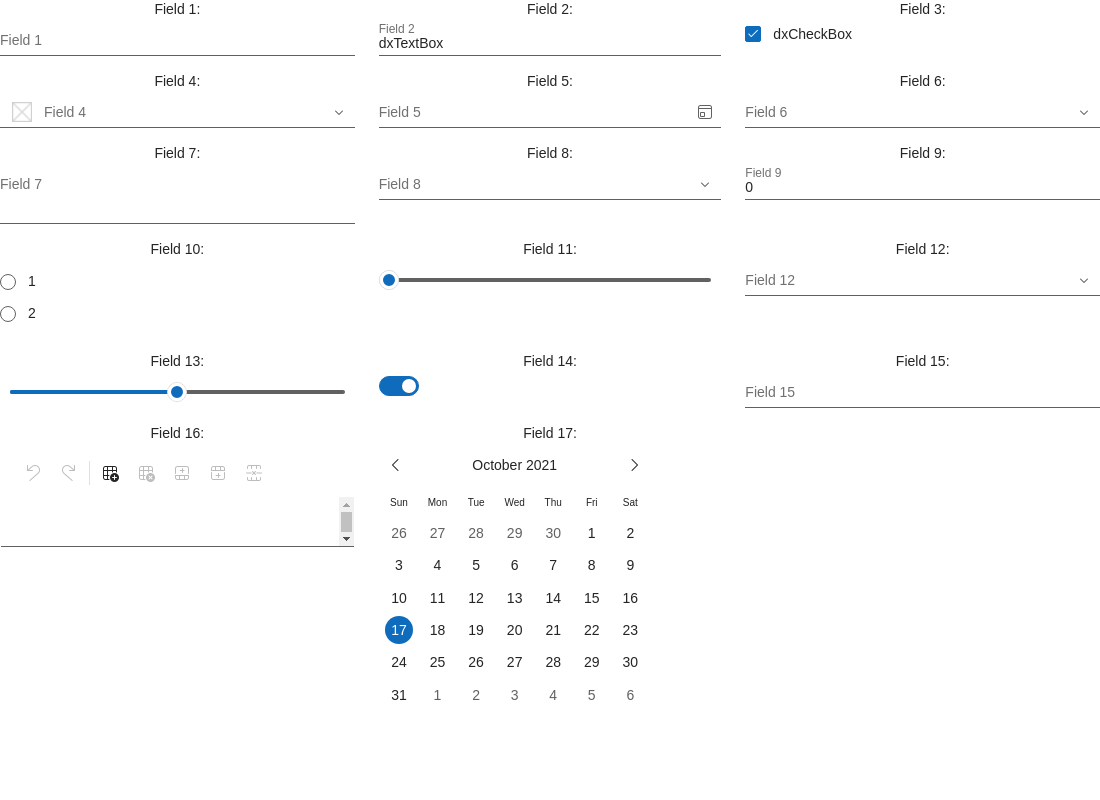 Field 1:
Field 2:
Field 3:
Field 1
Field 2
dxTextBox
dxCheckBox
Field 4:
Field 5:
Field 6:
Field 4
Field 5
Field 6
Field 7:
Field 8:
Field 9:
Field 7
Field 8
Field 9
0
Field 10:
Field 11:
Field 12:
1
2
Field 12
Field 13:
Field 14:
Field 15:
Field 15
Field 16:
Field 17:
October 2021
Sun Mon Tue Wed Thu Fri Sat
26 27 28 29 30 1 2
3 4 5 6 7 8 9
10 11 12 13 14 15 16
17 18 19 20 21 22 23
24 25 26 27 28 29 30
31 1 2 3 4 5 6